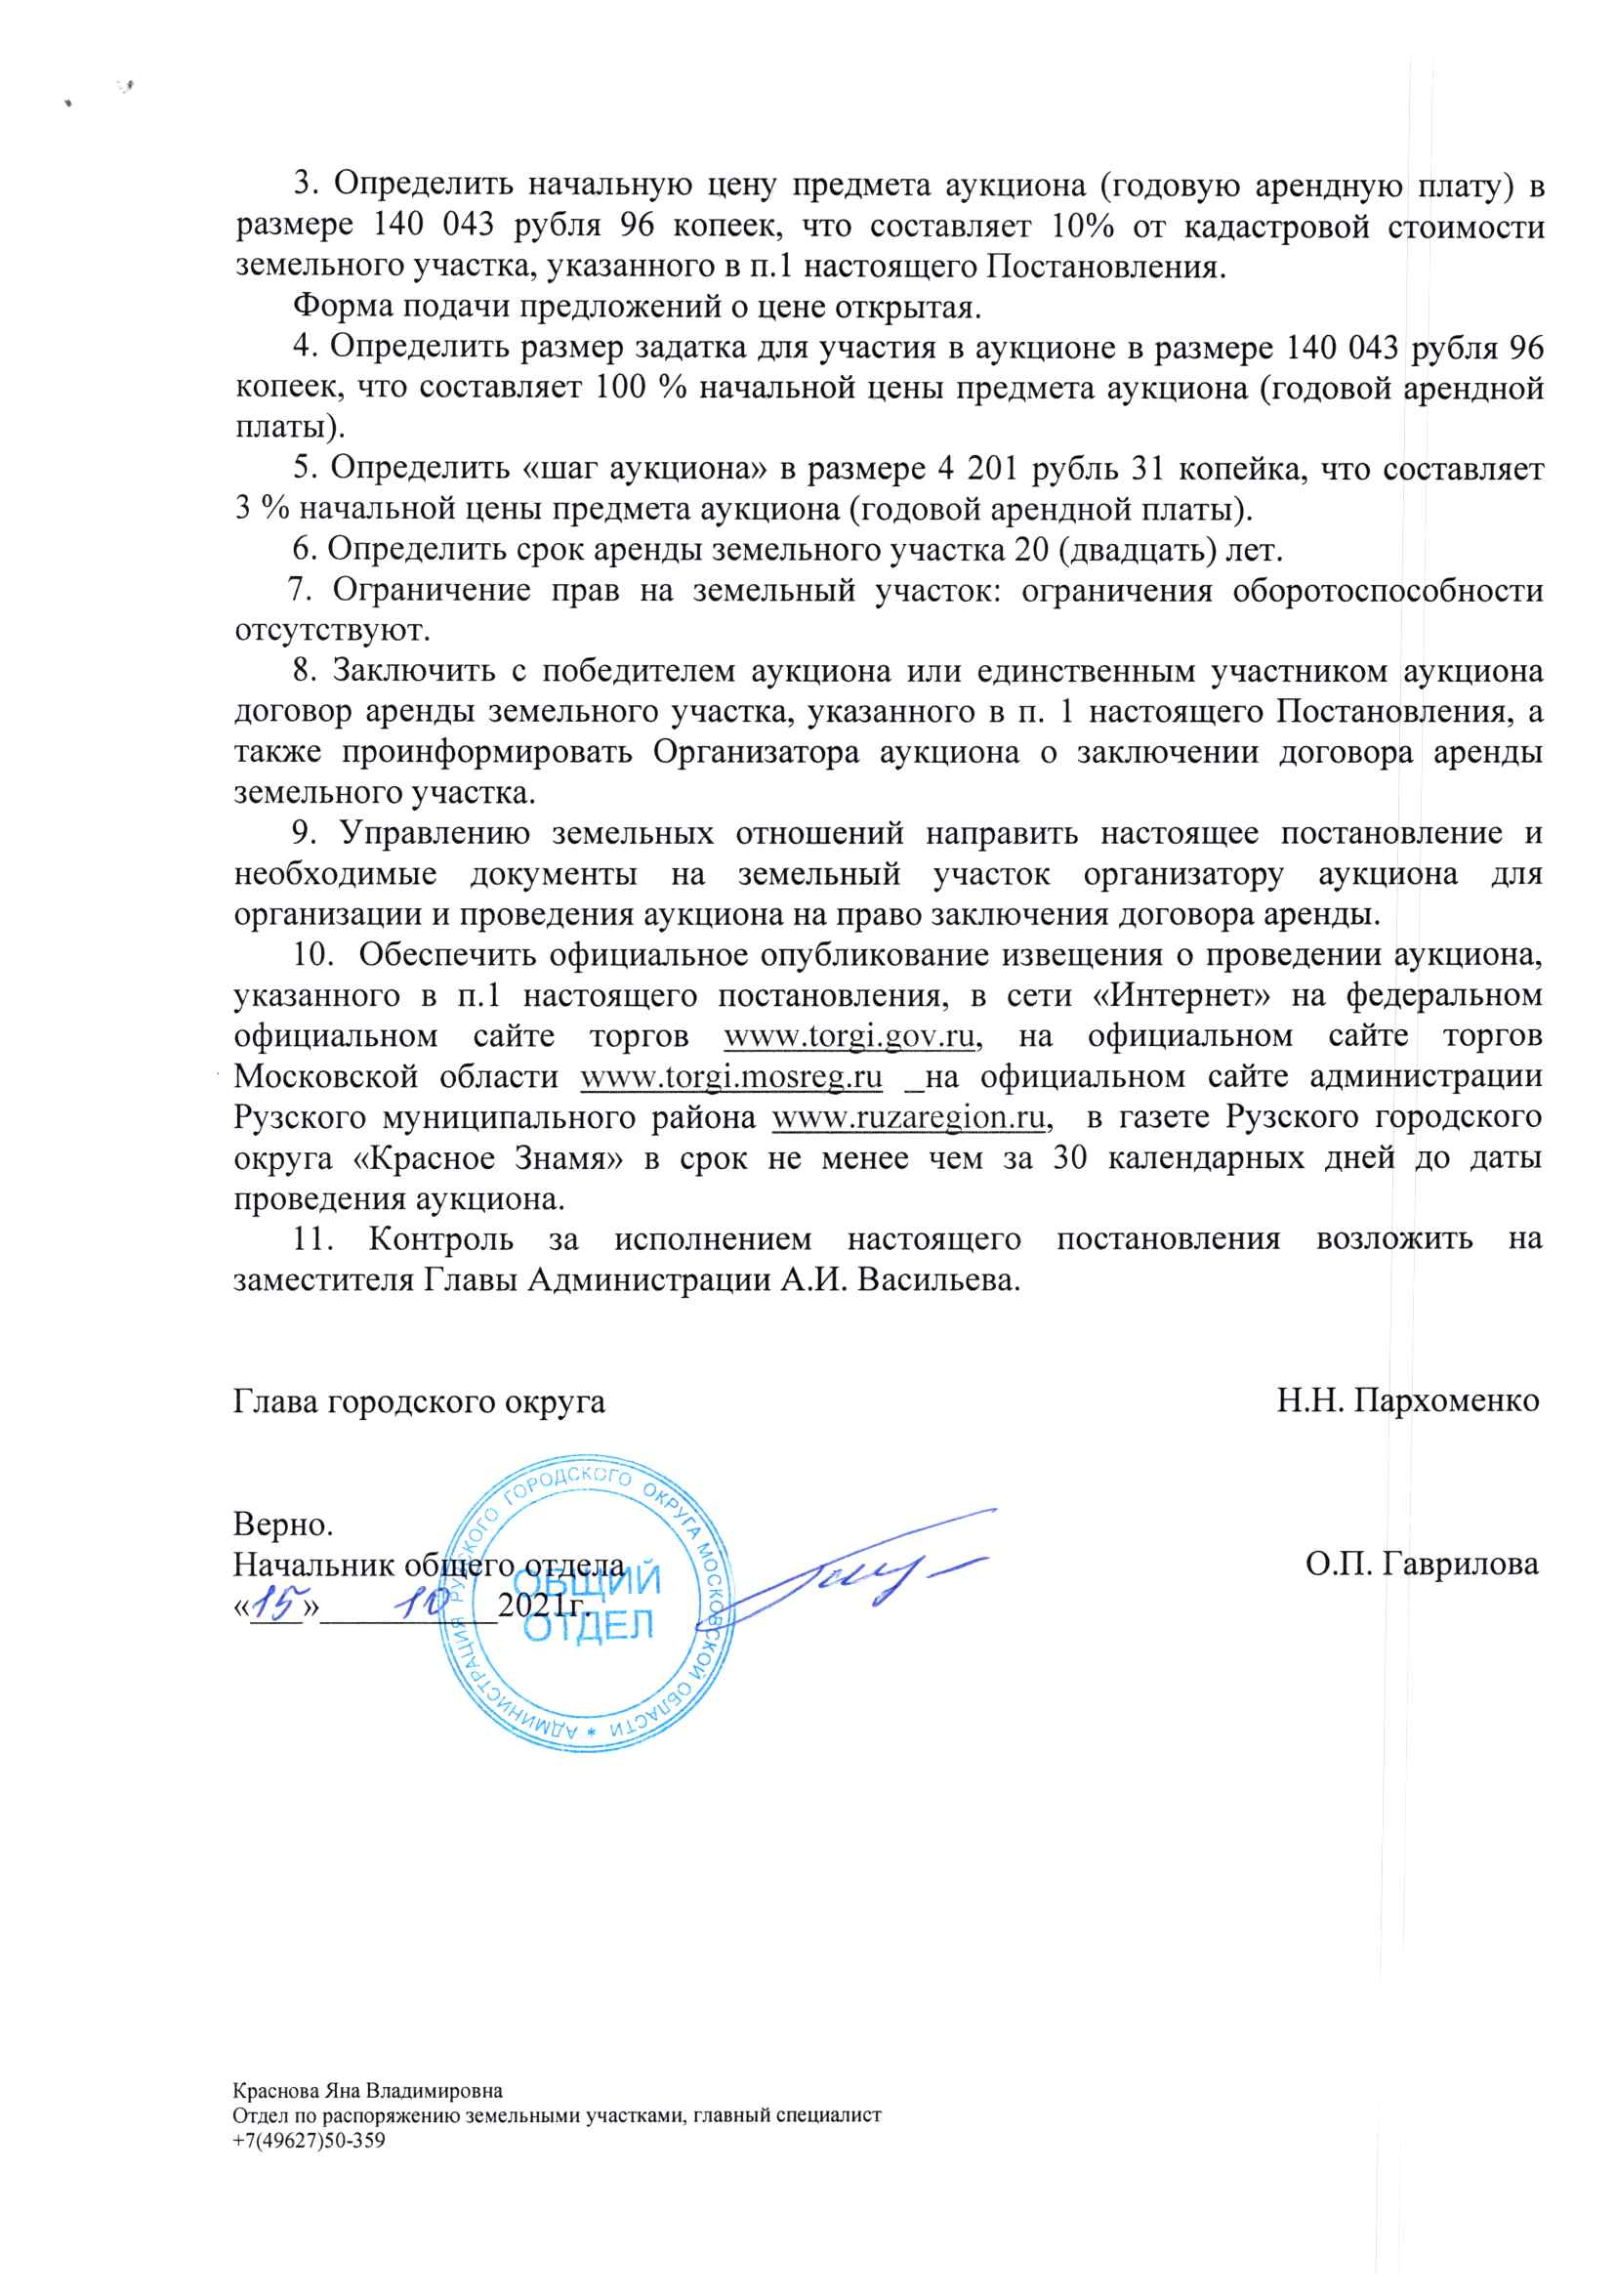 3. Определить начальную цену предмета аукциона (годовую арендную плату) в
размере 140 043 рубля 96 копеек, что составляет 10% от кадастровой стоимости
земельного участка, указанного в п.1 настоящего Постановления.
Форма подачи предложений о цене открытая.
4. Определить размер задатка для участия в аукционе в размере 140 043 рубля 96
копеек, что составляет 100 % начальной цены предмета аукциона (годовой арендной
платы).
5. Определить «шаг аукциона» в размере 4 201 рубль 31 копейка, что составляет
3 % начальной цены предмета аукциона (годовой арендной платы).
6. Определить срок аренды земельного участка 20 (двадцать) лет.
7. Ограничение прав на земельный участок: ограничения оборотоспособности
отсутствуют.
8. Заключить с победителем аукциона или единственным участником аукциона
договор аренды земельного участка, указанного в п. 1 настоящего Постановления, а
также проинформировать Организатора аукциона о заключении договора аренды
земельного участка.
9. Управлению земельных отношений направить настоящее постановление и
необходимые документы на земельный участок организатору аукциона для
организации и проведения аукциона на право заключения договора аренды.
10. Обеспечить официальное опубликование извещения о проведении аукциона,
указанного в п.1 настоящего постановления, в сети «Интернет» на федеральном
официальном сайте торгов www.torgi.gov.ru, на официальном сайте торгов
Московской области www.torgi.mosreg.ru _на официальном сайте администрации
Рузского муниципального района www.ruzaregion.ru, в газете Рузского городского
округа «Красное Знамя» в срок не менее чем за 30 календарных дней до даты
проведения аукциона.
11. Контроль за исполнением настоящего постановления возложить на
заместителя Главы Администрации А.И. Васильева.
Глава городского округа Н.Н. Пархоменко
Верно.
Начальник общего отдела О.П. Гаврилова
«15» 10 2021г.
АДМИНИСТРАЦИЯ РУЗСКОГО ГОРОДСКОГО ОКРУГА МОСКОВСКОЙ ОБЛАСТИ *
ОБЩИЙ
ОТДЕЛ
Краснова Яна Владимировна
Отдел по распоряжению земельными участками, главный специалист
+7(49627)50-359